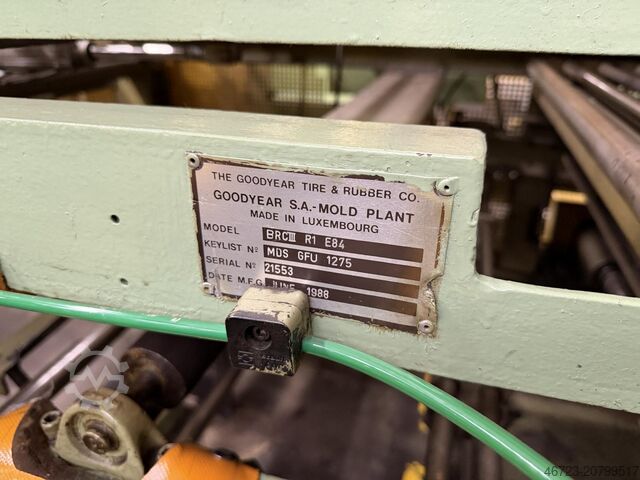 THE GOODYEAR TIRE & RUBBER CO.
GOODYEAR S.A.-MOLD PLANT
MADE IN LUXEMBOURG
MODEL BRCIII R1 E84
KEYLIST Nº MDS GFU 1275
SERIAL Nº 21553
DATE M.F.G. JUNE 1988
46723-20799517